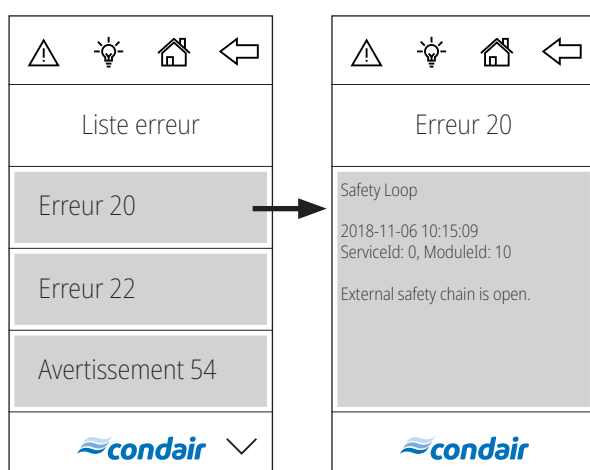 Liste erreur
Erreur 20
Erreur 22
Avertissement 54
condair
Erreur 20
Safety Loop
2018-11-06 10:15:09
ServiceId: 0, ModuleId: 10
External safety chain is open.
condair